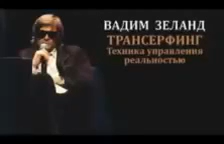 ВАДИМ ЗЕЛАНД
ТРАНСЕРФИНГ
Техника управления
реальностью